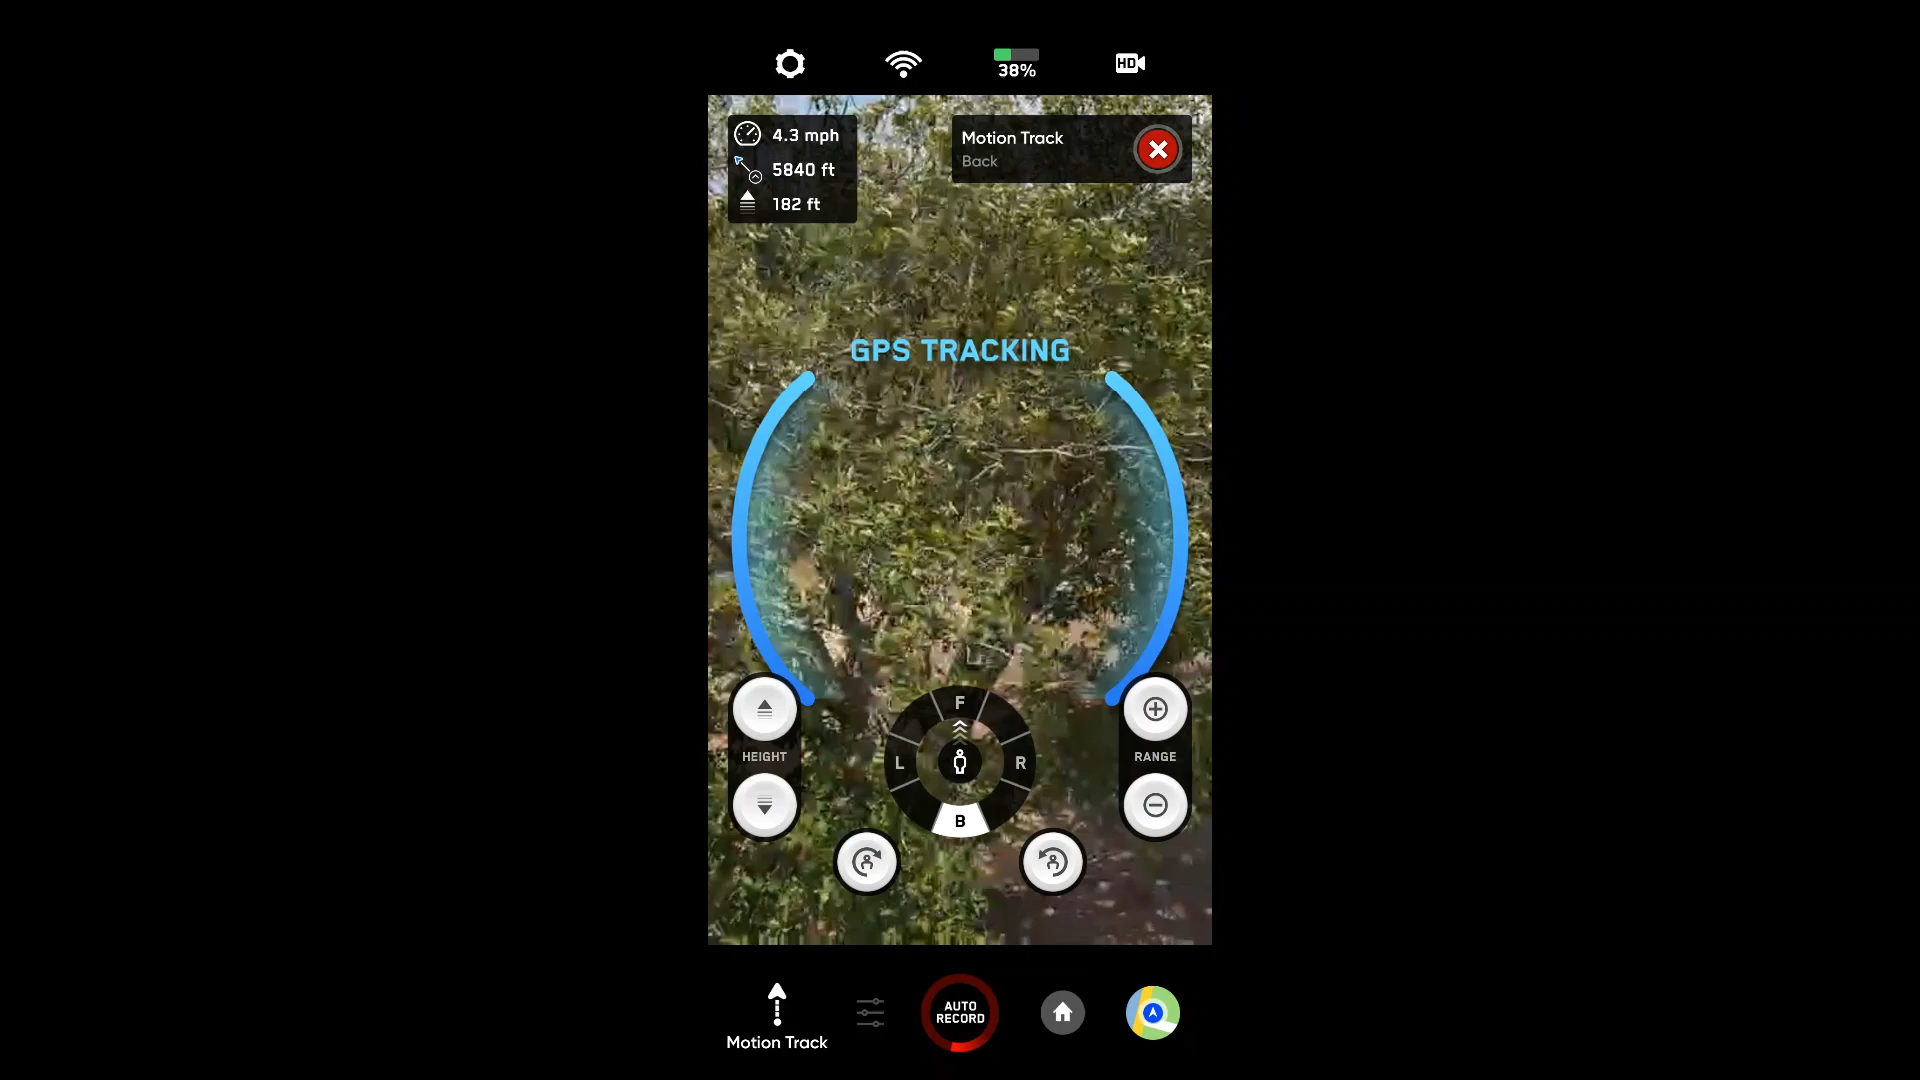 38%
HD
4.3 mph
5840 ft
182 ft
Motion Track
Back
GPS TRACKING
F
L
R
B
HEIGHT
RANGE
AUTO
RECORD
Motion Track